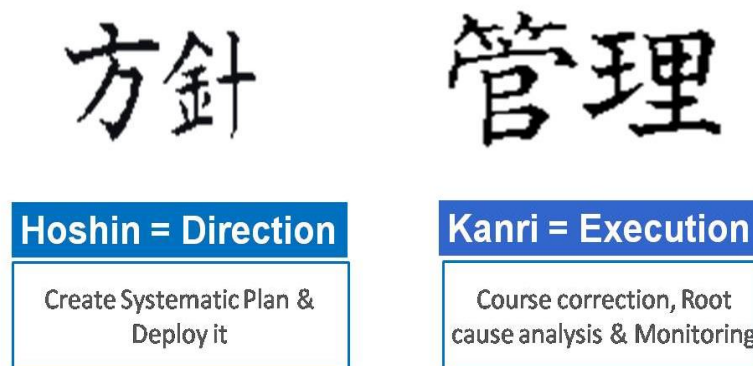 方針
管理
Hoshin = Direction
Kanri = Execution
Create Systematic Plan &
Deploy it
Course correction, Root
cause analysis & Monitoring